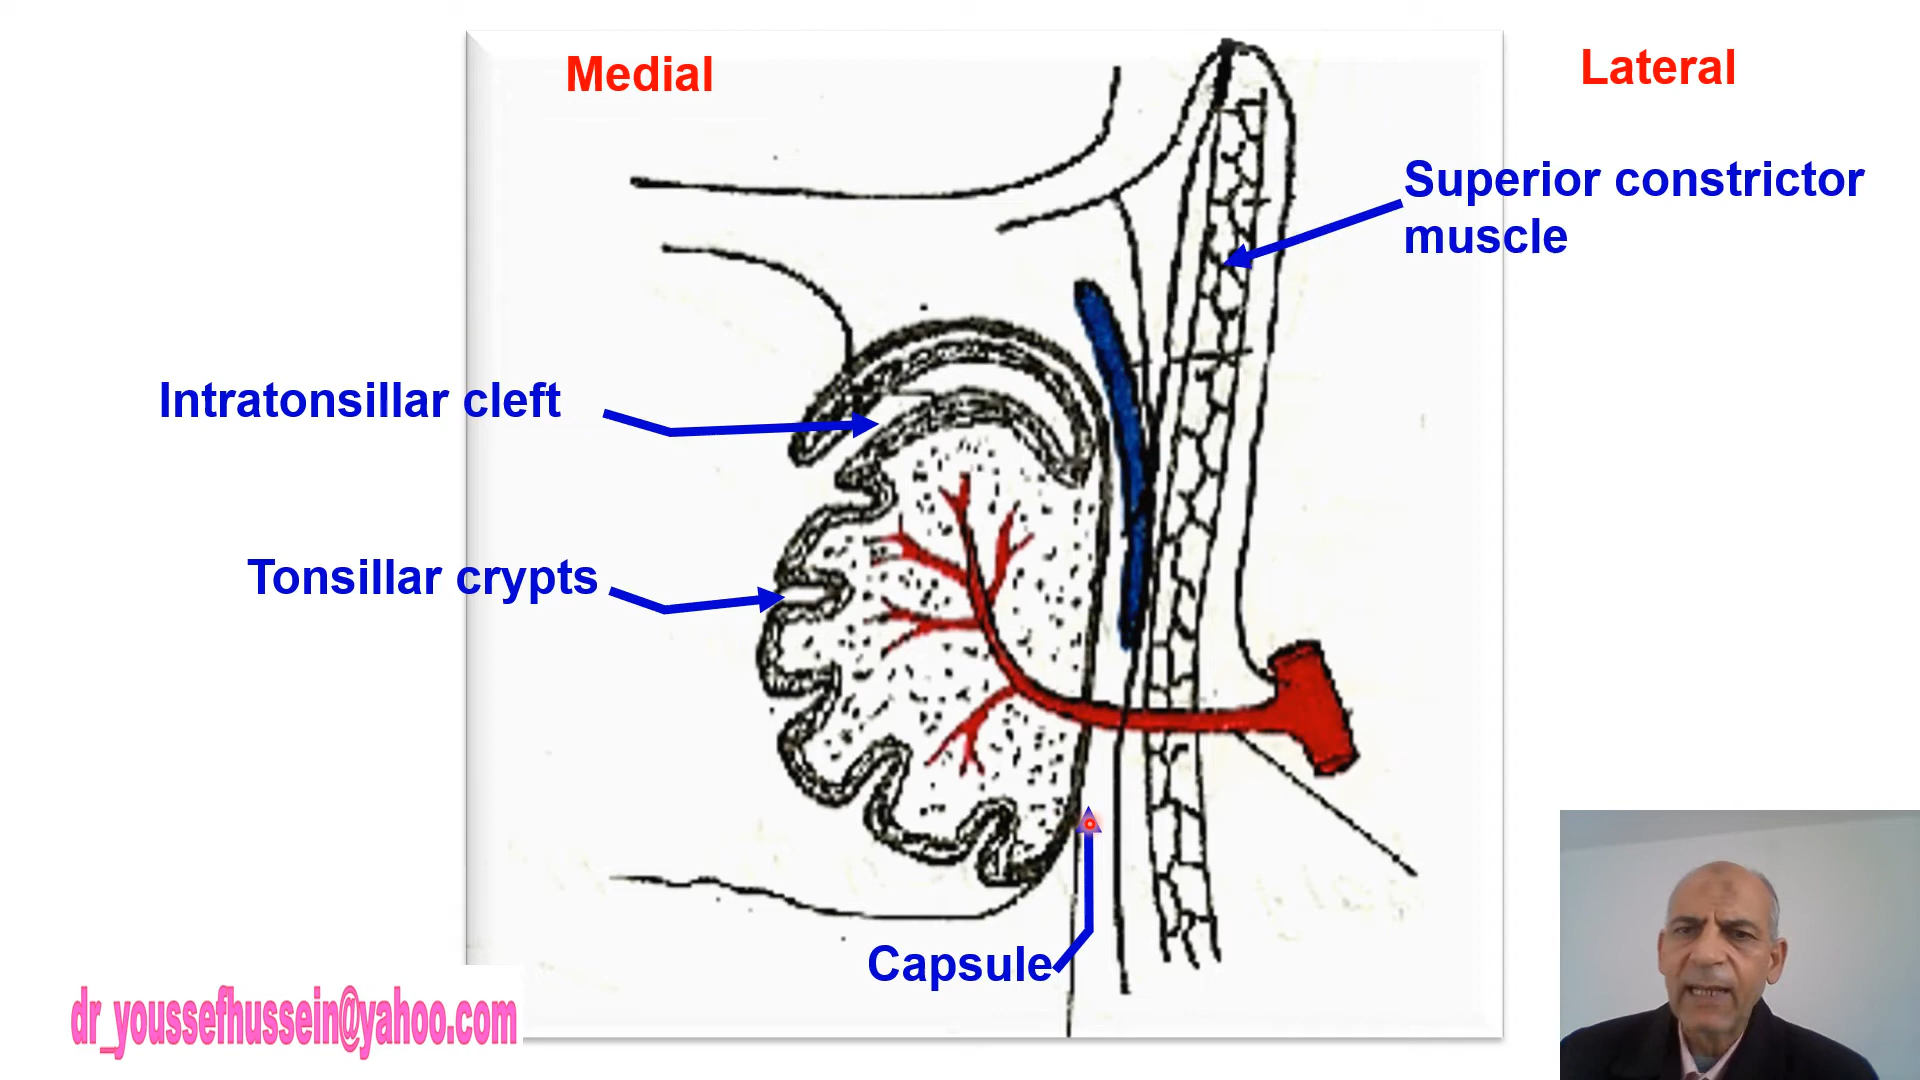 Medial
Lateral
Superior constrictor
muscle
Intratonsillar cleft
Tonsillar crypts
Capsule
dr_youssefhussein@yahoo.com